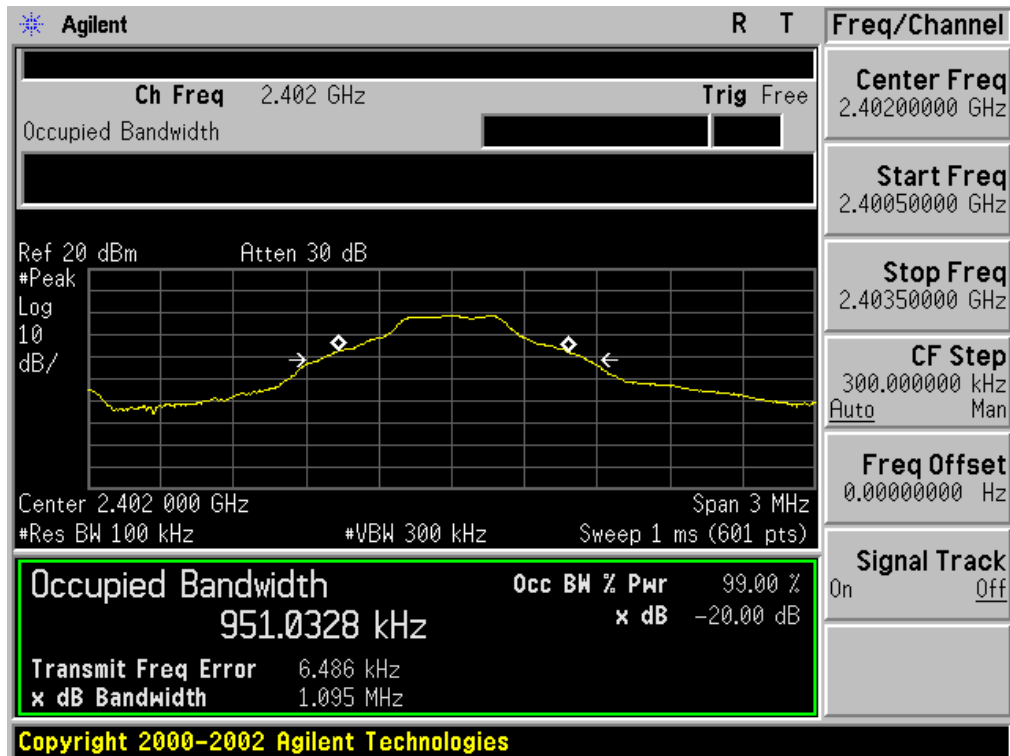 Agilent R T
Freq/Channel
Ch Freq 2.402 GHz Trig Free
Occupied Bandwidth
Center Freq
2.40200000 GHz
Start Freq
2.40050000 GHz
Stop Freq
2.40350000 GHz
CF Step
300.000000 kHz
Auto Man
Freq Offset
0.00000000 Hz
Signal Track
On Off
Ref 20 dBm Atten 30 dB
#Peak
Log
10
dB/
Center 2.402 000 GHz Span 3 MHz
#Res BW 100 kHz #VBW 300 kHz Sweep 1 ms (601 pts)
Occupied Bandwidth
951.0328 kHz
Occ BW % Pwr 99.00 %
x dB -20.00 dB
Transmit Freq Error 6.486 kHz
x dB Bandwidth 1.095 MHz
Copyright 2000-2002 Agilent Technologies